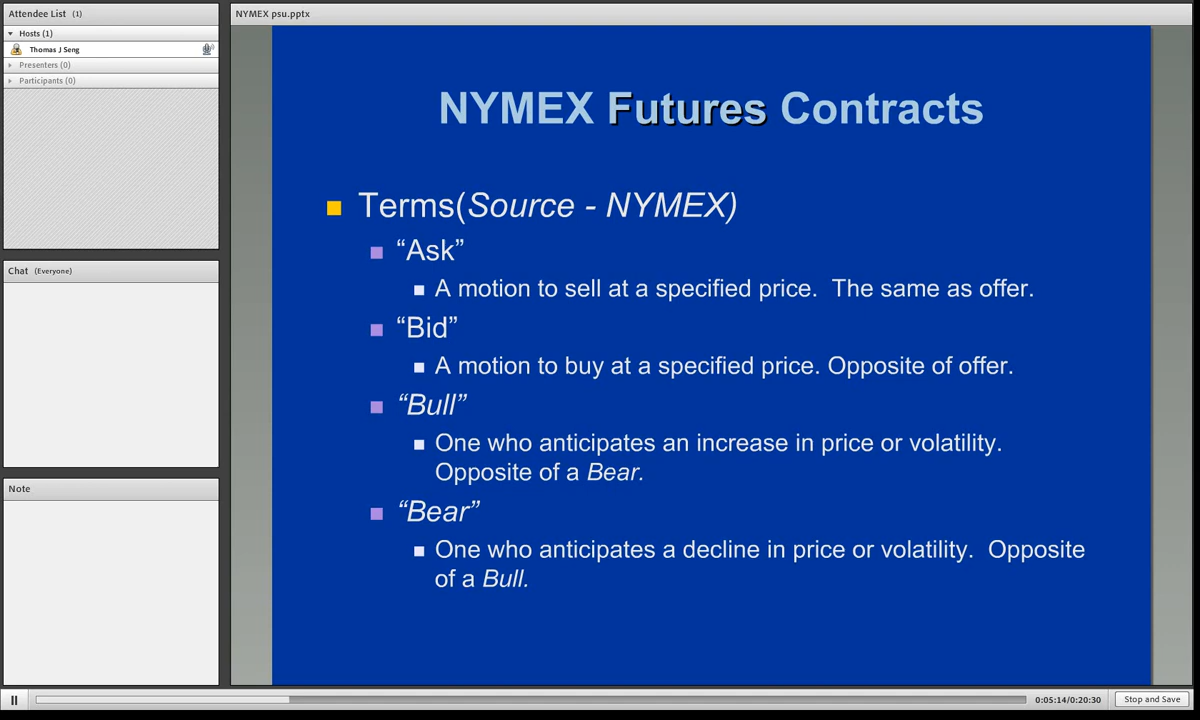 Attendee List (1)
Hosts (1)
Thomas J Seng
Presenters (0)
Participants (0)
Chat (Everyone)
Note
NYMEX psu.pptx
NYMEX Futures Contracts
Terms(Source - NYMEX)
“Ask”
A motion to sell at a specified price. The same as offer.
“Bid”
A motion to buy at a specified price. Opposite of offer.
“Bull”
One who anticipates an increase in price or volatility.
Opposite of a Bear.
“Bear”
One who anticipates a decline in price or volatility. Opposite
of a Bull.
0:05:14/0:20:30
Stop and Save